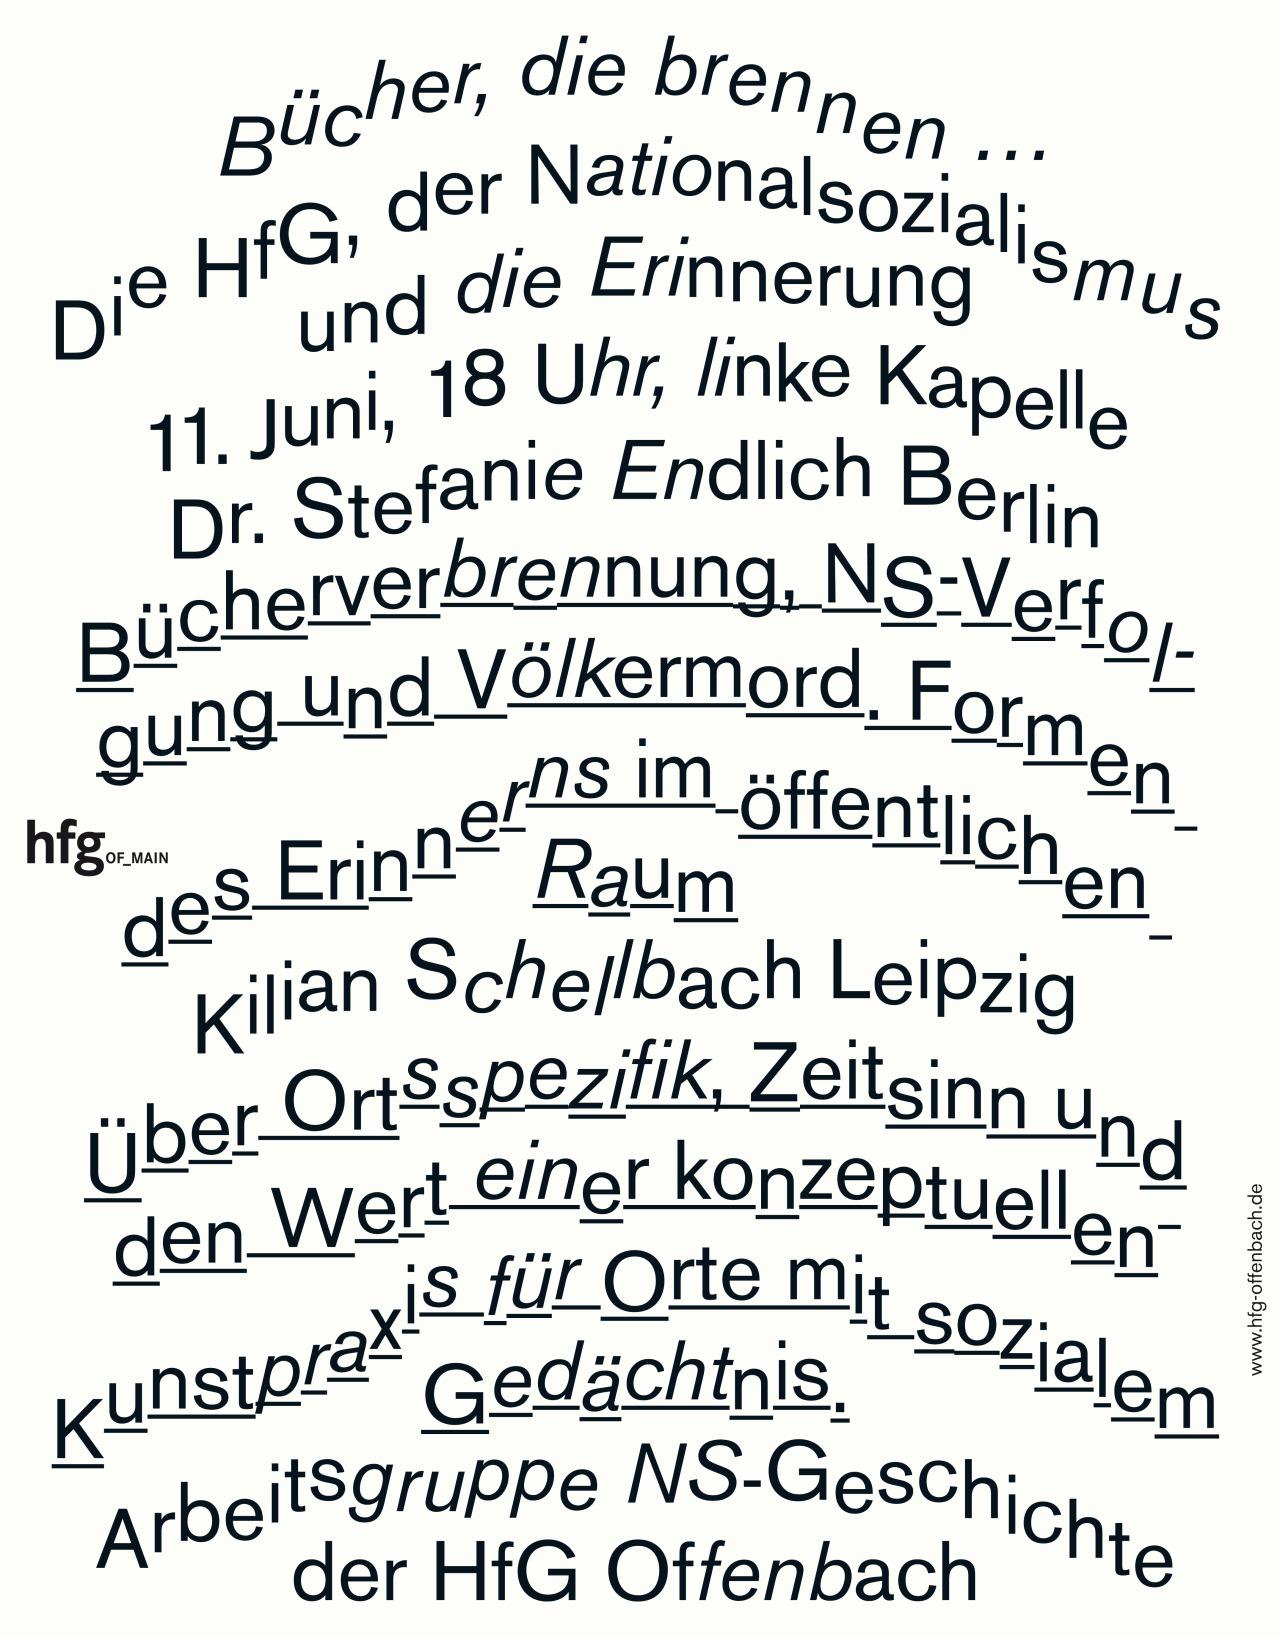 Bücher, die brennen ...
Die HfG, der Nationalsozialismus
und die Erinnerung
11. Juni, 18 Uhr, linke Kapelle
Dr. Stefanie Endlich Berlin
Bücherverbrennung, NS-Verfol-
gung und Völkermord. Formen
des Erinnerns im öffentlichen
Raum
hfg OF_MAIN
Kilian Schellbach Leipzig
Über Ortsspezifik, Zeitsinn und
den Wert einer konzeptuellen
Kunstpraxis für Orte mit sozialem
Gedächtnis.
Arbeitsgruppe NS-Geschichte
der HfG Offenbach
www.hfg-offenbach.de